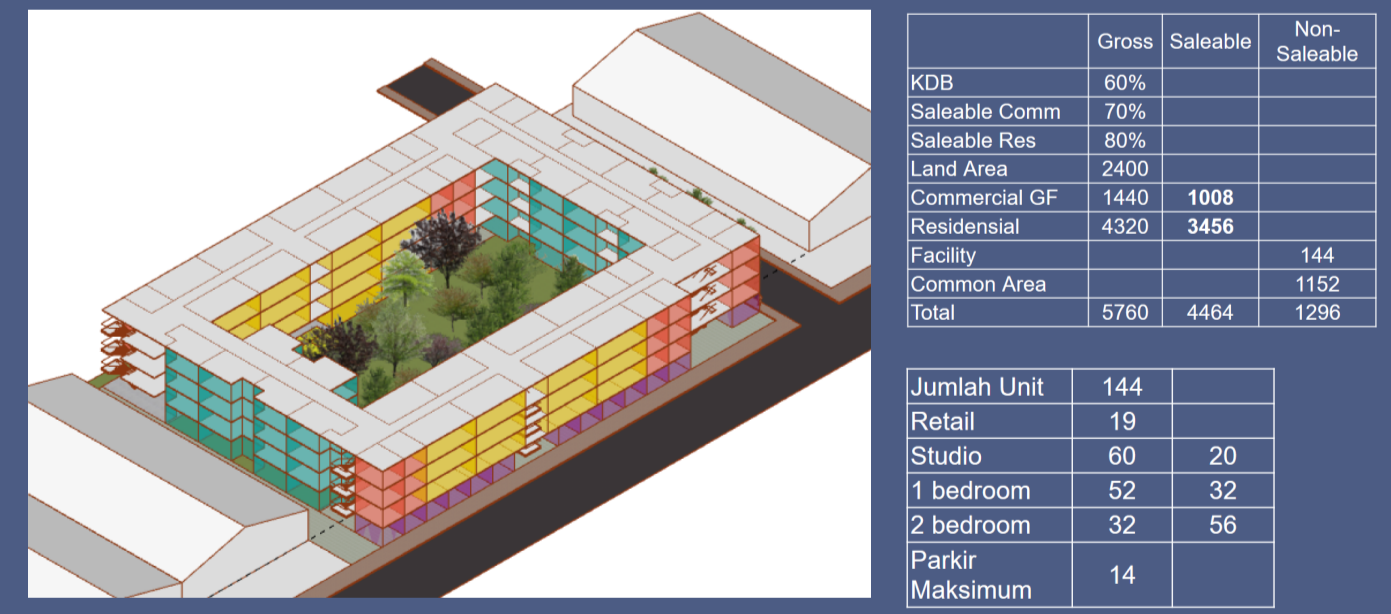 Gross Saleable Non-Saleable
KDB 60%
Saleable Comm 70%
Saleable Res 80%
Land Area 2400
Commercial GF 1440 1008
Residensial 4320 3456
Facility 144
Common Area 1152
Total 5760 4464 1296
Jumlah Unit 144
Retail 19
Studio 60 20
1 bedroom 52 32
2 bedroom 32 56
Parkir
Maksimum 14